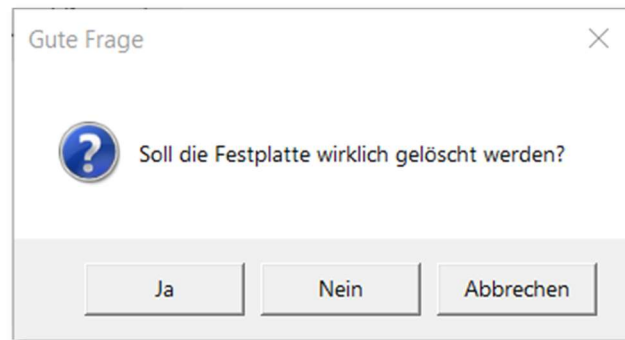 Gute Frage
Soll die Festplatte wirklich gelöscht werden?
Ja
Nein
Abbrechen